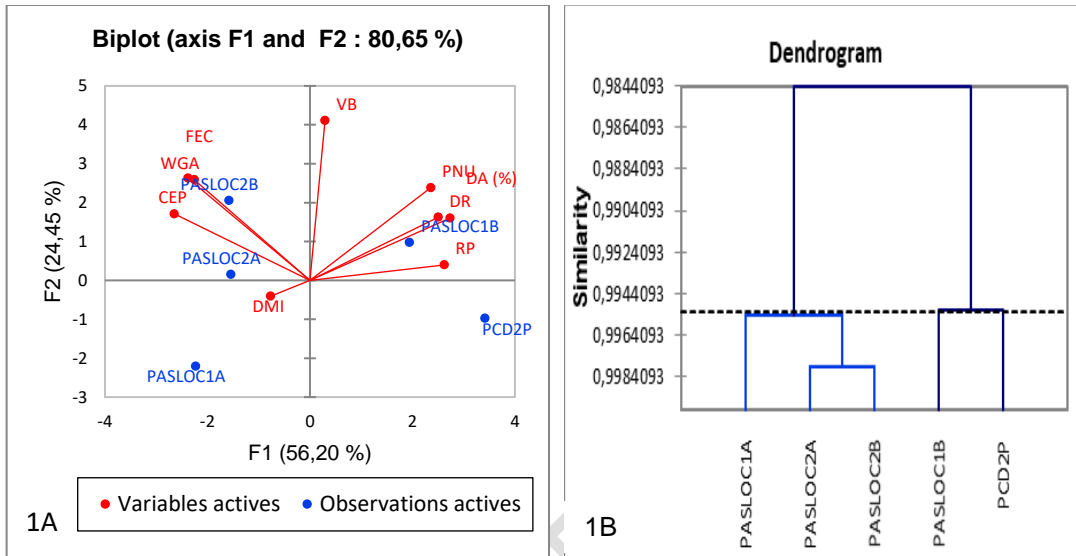 Biplot (axis F1 and F2 : 80,65 %)
5
4
3
2
1
0
-1
-2
-3
F2 (24,45 %)
VB
FEC
WGA
PASLOC2B
CEP
PNU
DA (%)
DR
PASLOC1B
PASLOC2A
RP
DMI
PCD2P
PASLOC1A
-4
-2
0
2
4
F1 (56,20 %)
Variables actives
Observations actives
1A
Dendrogram
0,9844093
0,9864093
0,9884093
0,9904093
0,9924093
0,9944093
0,9964093
0,9984093
Similarity
PASLOC1A
PASLOC2A
PASLOC2B
PASLOC1B
PCD2P
1B